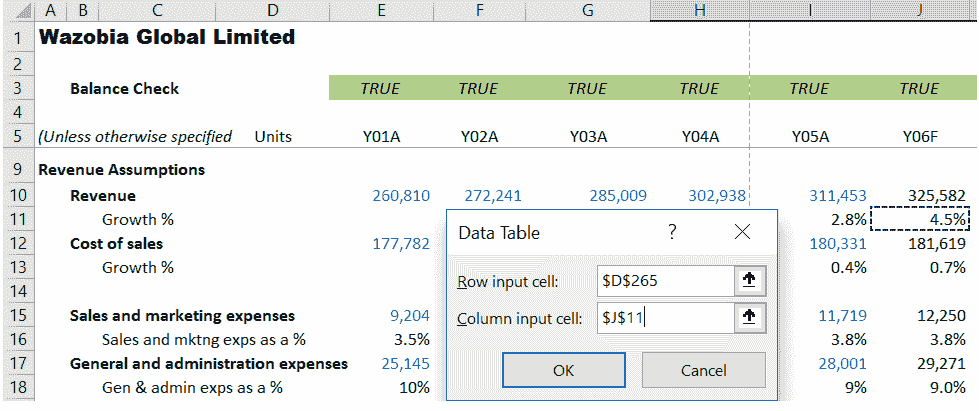 A B C D E F G H I J
1 Wazobia Global Limited
2
3 Balance Check TRUE TRUE TRUE TRUE TRUE TRUE
4
5 (Unless otherwise specified Units Y01A Y02A Y03A Y04A Y05A Y06F
9 Revenue Assumptions
10 Revenue 260,810 272,241 285,009 302,938 311,453 325,582
11 Growth % 2.8% 4.5%
12 Cost of sales 177,782 180,331 181,619
13 Growth % 0.4% 0.7%
14
15 Sales and marketing expenses 9,204 11,719 12,250
16 Sales and mktng exps as a % 3.5% 3.8% 3.8%
17 General and administration expenses 25,145 28,001 29,271
18 Gen & admin exps as a % 10% 9% 9.0%
Data Table ?
Row input cell: $D$265
Column input cell: $J$11
OK Cancel